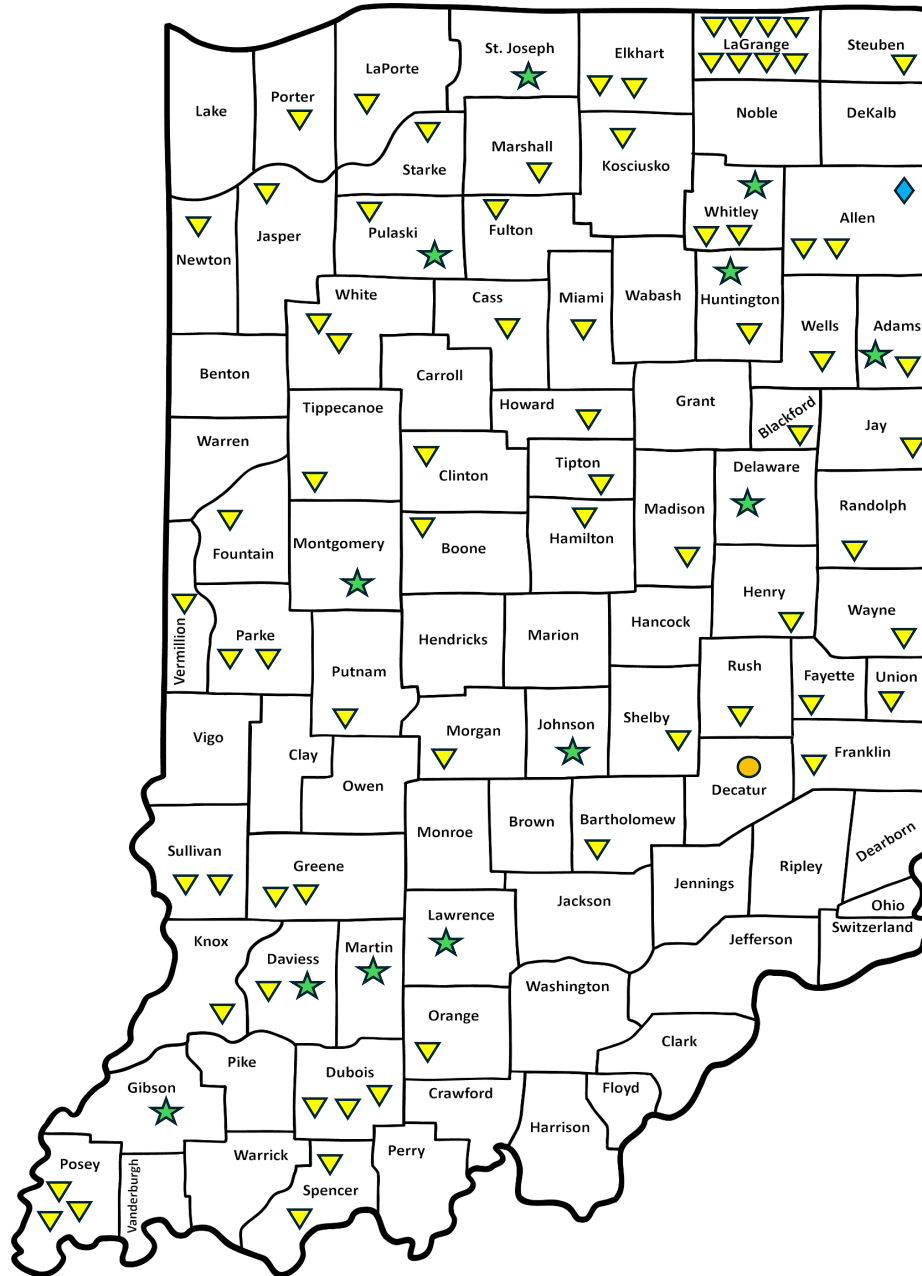 St. Joseph
Elkhart
LaGrange
Steuben
LaPorte
Porter
Lake
Noble
DeKalb
Marshall
Starke
Kosciusko
Whitley
Allen
Newton
Jasper
Pulaski
Fulton
White
Cass
Miami
Wabash
Huntington
Wells
Adams
Benton
Carroll
Tippecanoe
Howard
Grant
Blackford
Jay
Warren
Clinton
Tipton
Delaware
Madison
Randolph
Fountain
Montgomery
Boone
Hamilton
Henry
Wayne
Vermillion
Parke
Hendricks
Marion
Hancock
Putnam
Rush
Fayette
Union
Vigo
Clay
Morgan
Johnson
Shelby
Franklin
Owen
Decatur
Monroe
Brown
Bartholomew
Dearborn
Sullivan
Greene
Jennings
Ripley
Jackson
Ohio
Knox
Daviess
Martin
Lawrence
Jefferson
Switzerland
Washington
Orange
Clark
Pike
Dubois
Gibson
Crawford
Floyd
Harrison
Posey
Vanderburgh
Warrick
Perry
Spencer